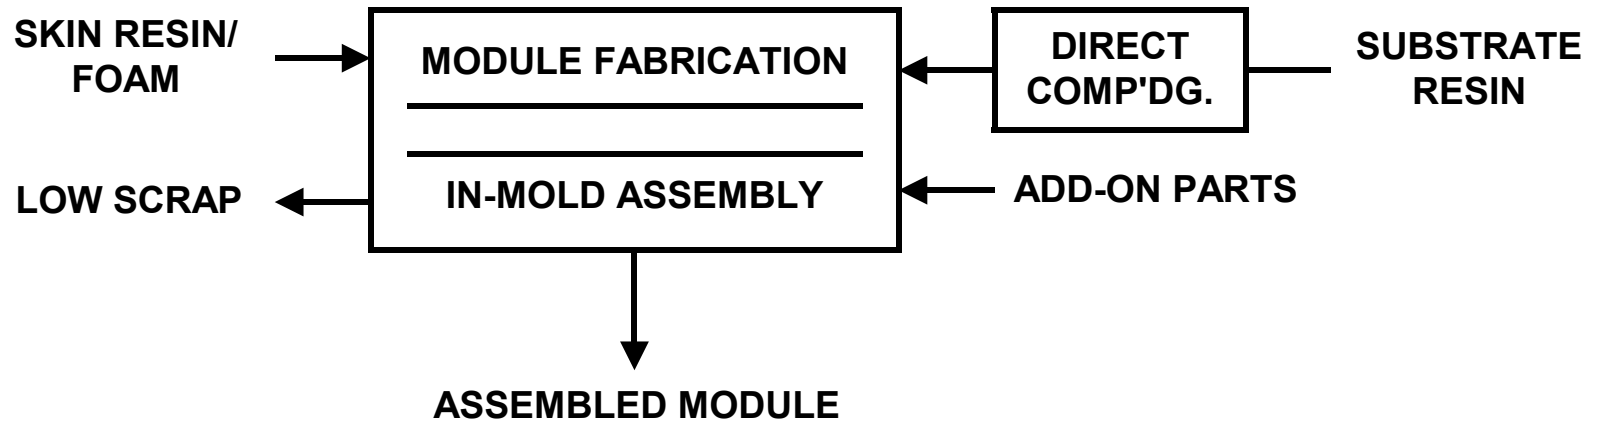 SKIN RESIN/
FOAM
MODULE FABRICATION
DIRECT
COMP'DG.
SUBSTRATE
RESIN
LOW SCRAP
IN-MOLD ASSEMBLY
ADD-ON PARTS
ASSEMBLED MODULE